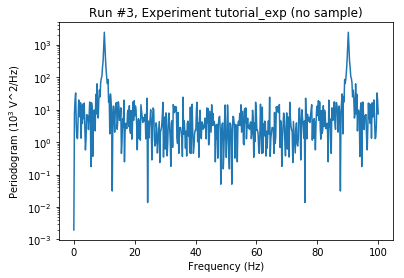 Run #3, Experiment tutorial_exp (no sample)
Periodogram (10³ V^2/Hz)
10³
10²
10¹
10⁰
10⁻¹
10⁻²
10⁻³
0 20 40 60 80 100
Frequency (Hz)